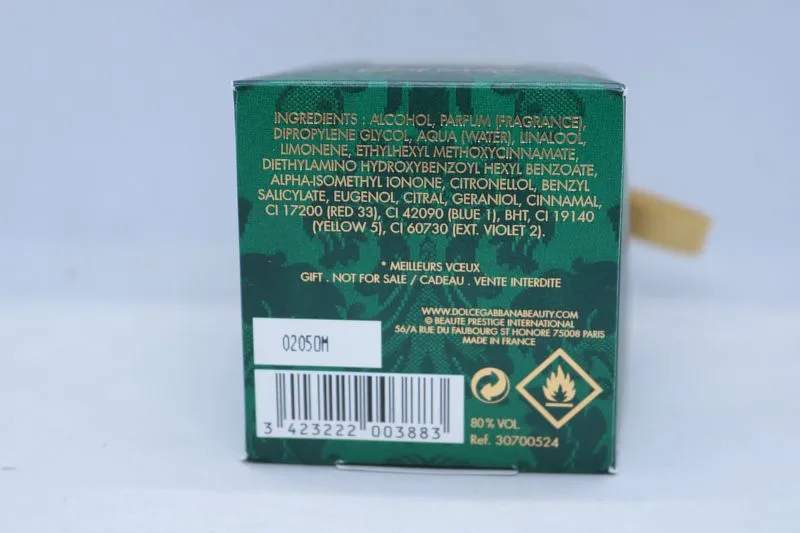 INGREDIENTS : ALCOHOL, PARFUM (FRAGRANCE),
DIPROPYLENE GLYCOL, AQUA (WATER), LINALOOL,
LIMONENE, ETHYLHEXYL METHOXYCINNAMATE,
DIETHYLAMINO HYDROXYBENZOYL HEXYL BENZOATE,
ALPHA-ISOMETHYL IONONE, CITRONELLOL, BENZYL
SALICYLATE, EUGENOL, CITRAL, GERANIOL, CINNAMAL,
CI 17200 (RED 33), CI 42090 (BLUE 1), BHT, CI 19140
(YELLOW 5), CI 60730 (EXT. VIOLET 2).
* MEILLEURS VŒUX
GIFT . NOT FOR SALE / CADEAU . VENTE INTERDITE
WWW.DOLCEGABBANABEAUTY.COM
© BEAUTE PRESTIGE INTERNATIONAL
56/A RUE DU FAUBOURG ST HONORE 75008 PARIS
MADE IN FRANCE
02050M
3 423222 003883
80% VOL.
Ref. 30700524